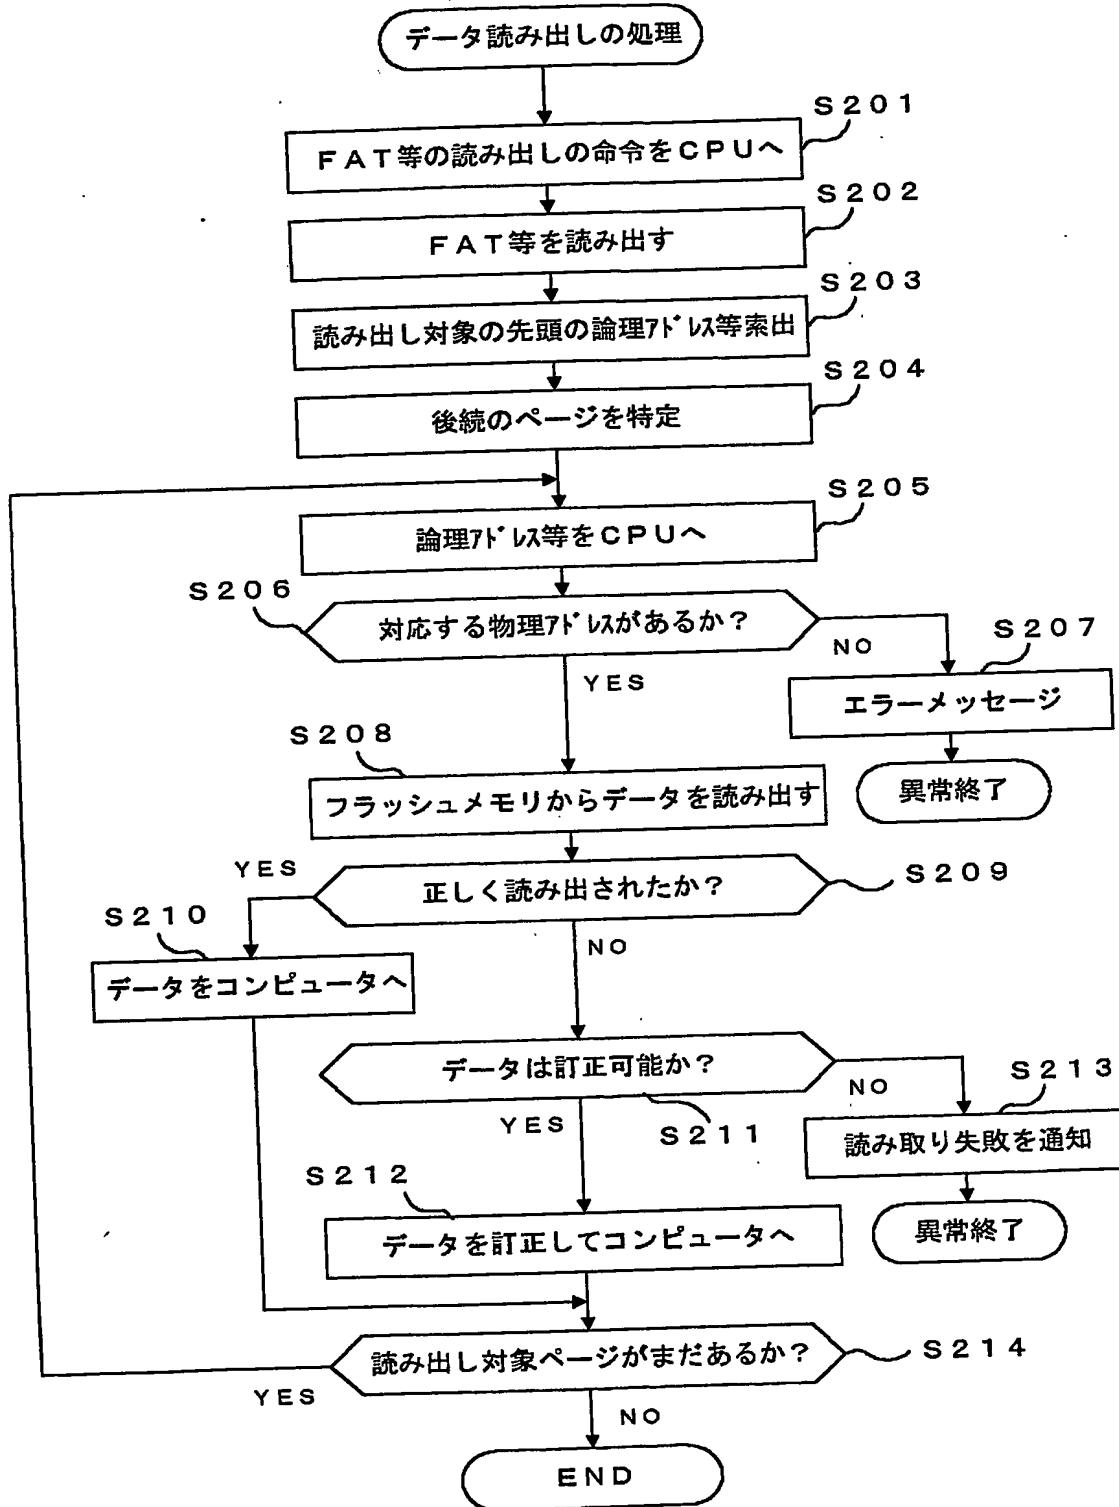 データ読み出しの処理
S201
FAT等の読み出しの命令をCPUへ
S202
FAT等を読み出す
S203
読み出し対象の先頭の論理ｱﾄﾞﾚｽ等索出
S204
後続のページを特定
S205
論理ｱﾄﾞﾚｽ等をCPUへ
S206
対応する物理ｱﾄﾞﾚｽがあるか？
NO
S207
YES
エラーメッセージ
S208
異常終了
フラッシュメモリからデータを読み出す
YES
正しく読み出されたか？
S209
S210
NO
データをコンピュータへ
データは訂正可能か？
NO
S213
YES
S211
読み取り失敗を通知
S212
異常終了
データを訂正してコンピュータへ
読み出し対象ページがまだあるか？
S214
YES
NO
END